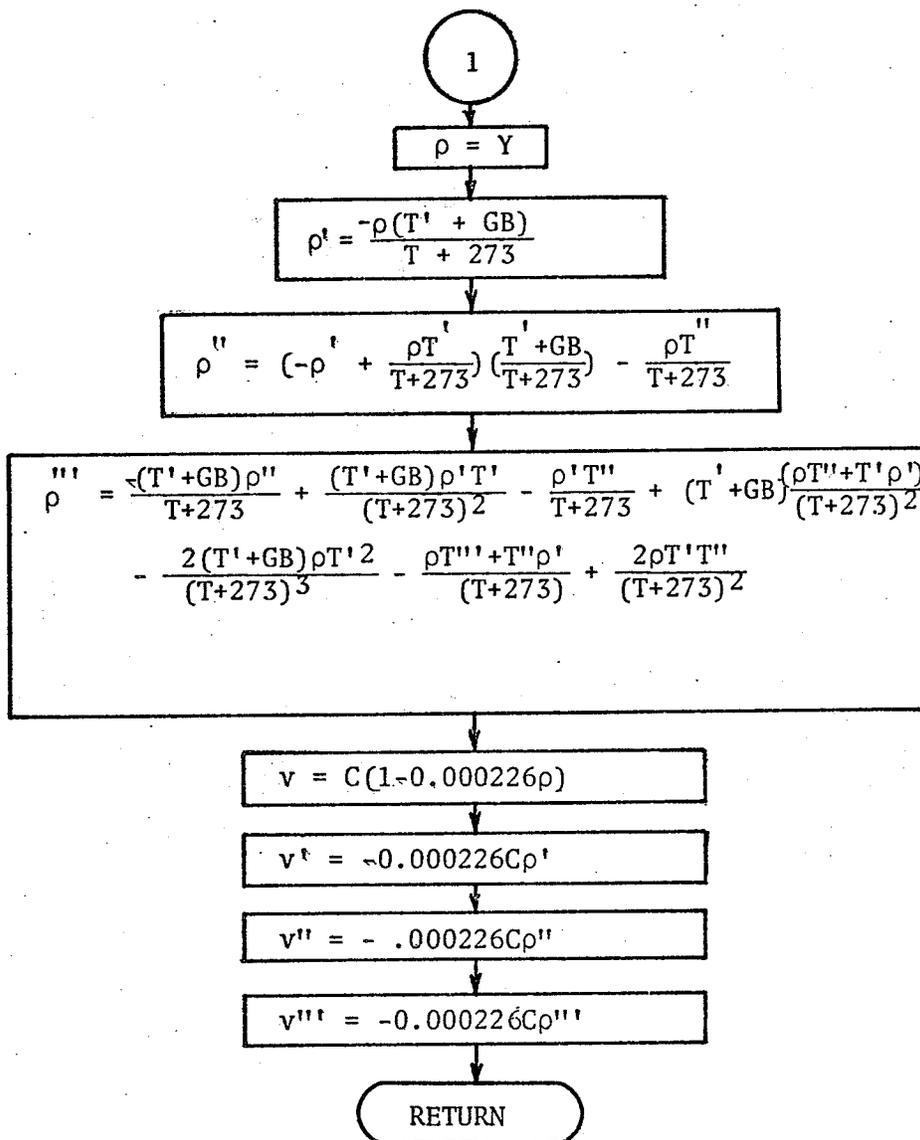 1
ρ = Y
ρ' = -ρ(T' + GB) / T + 273
ρ'' = (-ρ' + ρT' / T+273) (T' +GB / T+273) - ρT'' / T+273
ρ''' = -(T'+GB)ρ'' / T+273 + (T'+GB)ρ'T' / (T+273)² - ρ'T'' / T+273 + (T'+GB) (ρT''+T'ρ') / (T+273)²
- 2(T'+GB)ρT'² / (T+273)³ - ρT'''+T''ρ' / (T+273) + 2ρT'T'' / (T+273)²
v = C(1-0.000226ρ)
v' = -0.000226Cρ'
v'' = - .000226Cρ''
v''' = -0.000226Cρ'''
RETURN